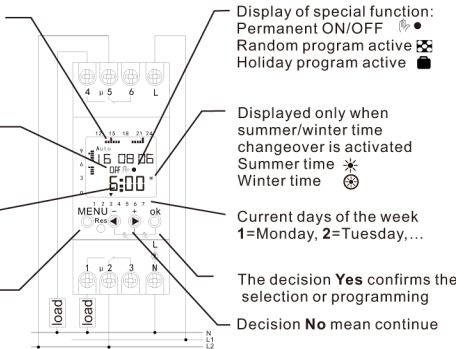 Display of special function:
Permanent ON/OFF
Random program active
Holiday program active
4 μ 5 6 L
12 15 18 21 24
9
Auto
16 08 06
6
OFF
3
6:00
0
Displayed only when
summer/winter time
changeover is activated
Summer time
Winter time
1 2 3 4 5 6 7
MENU - + ok
Res
Current days of the week
1=Monday, 2=Tuesday,...
L
1 μ 2 3 N
The decision Yes confirms the
selection or programming
load load
Decision No mean continue
N
L1
L2